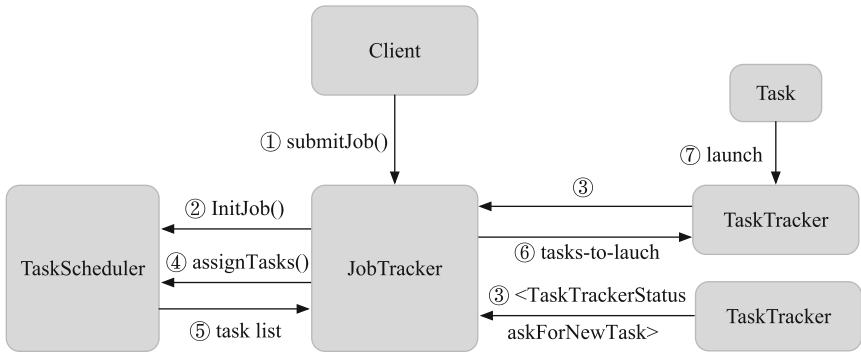 Client
Task
① submitJob()
⑦ launch
② InitJob()
③
TaskTracker
TaskScheduler
④ assignTasks()
JobTracker
⑥ tasks-to-lauch
③ <TaskTrackerStatus
TaskTracker
⑤ task list
askForNewTask>